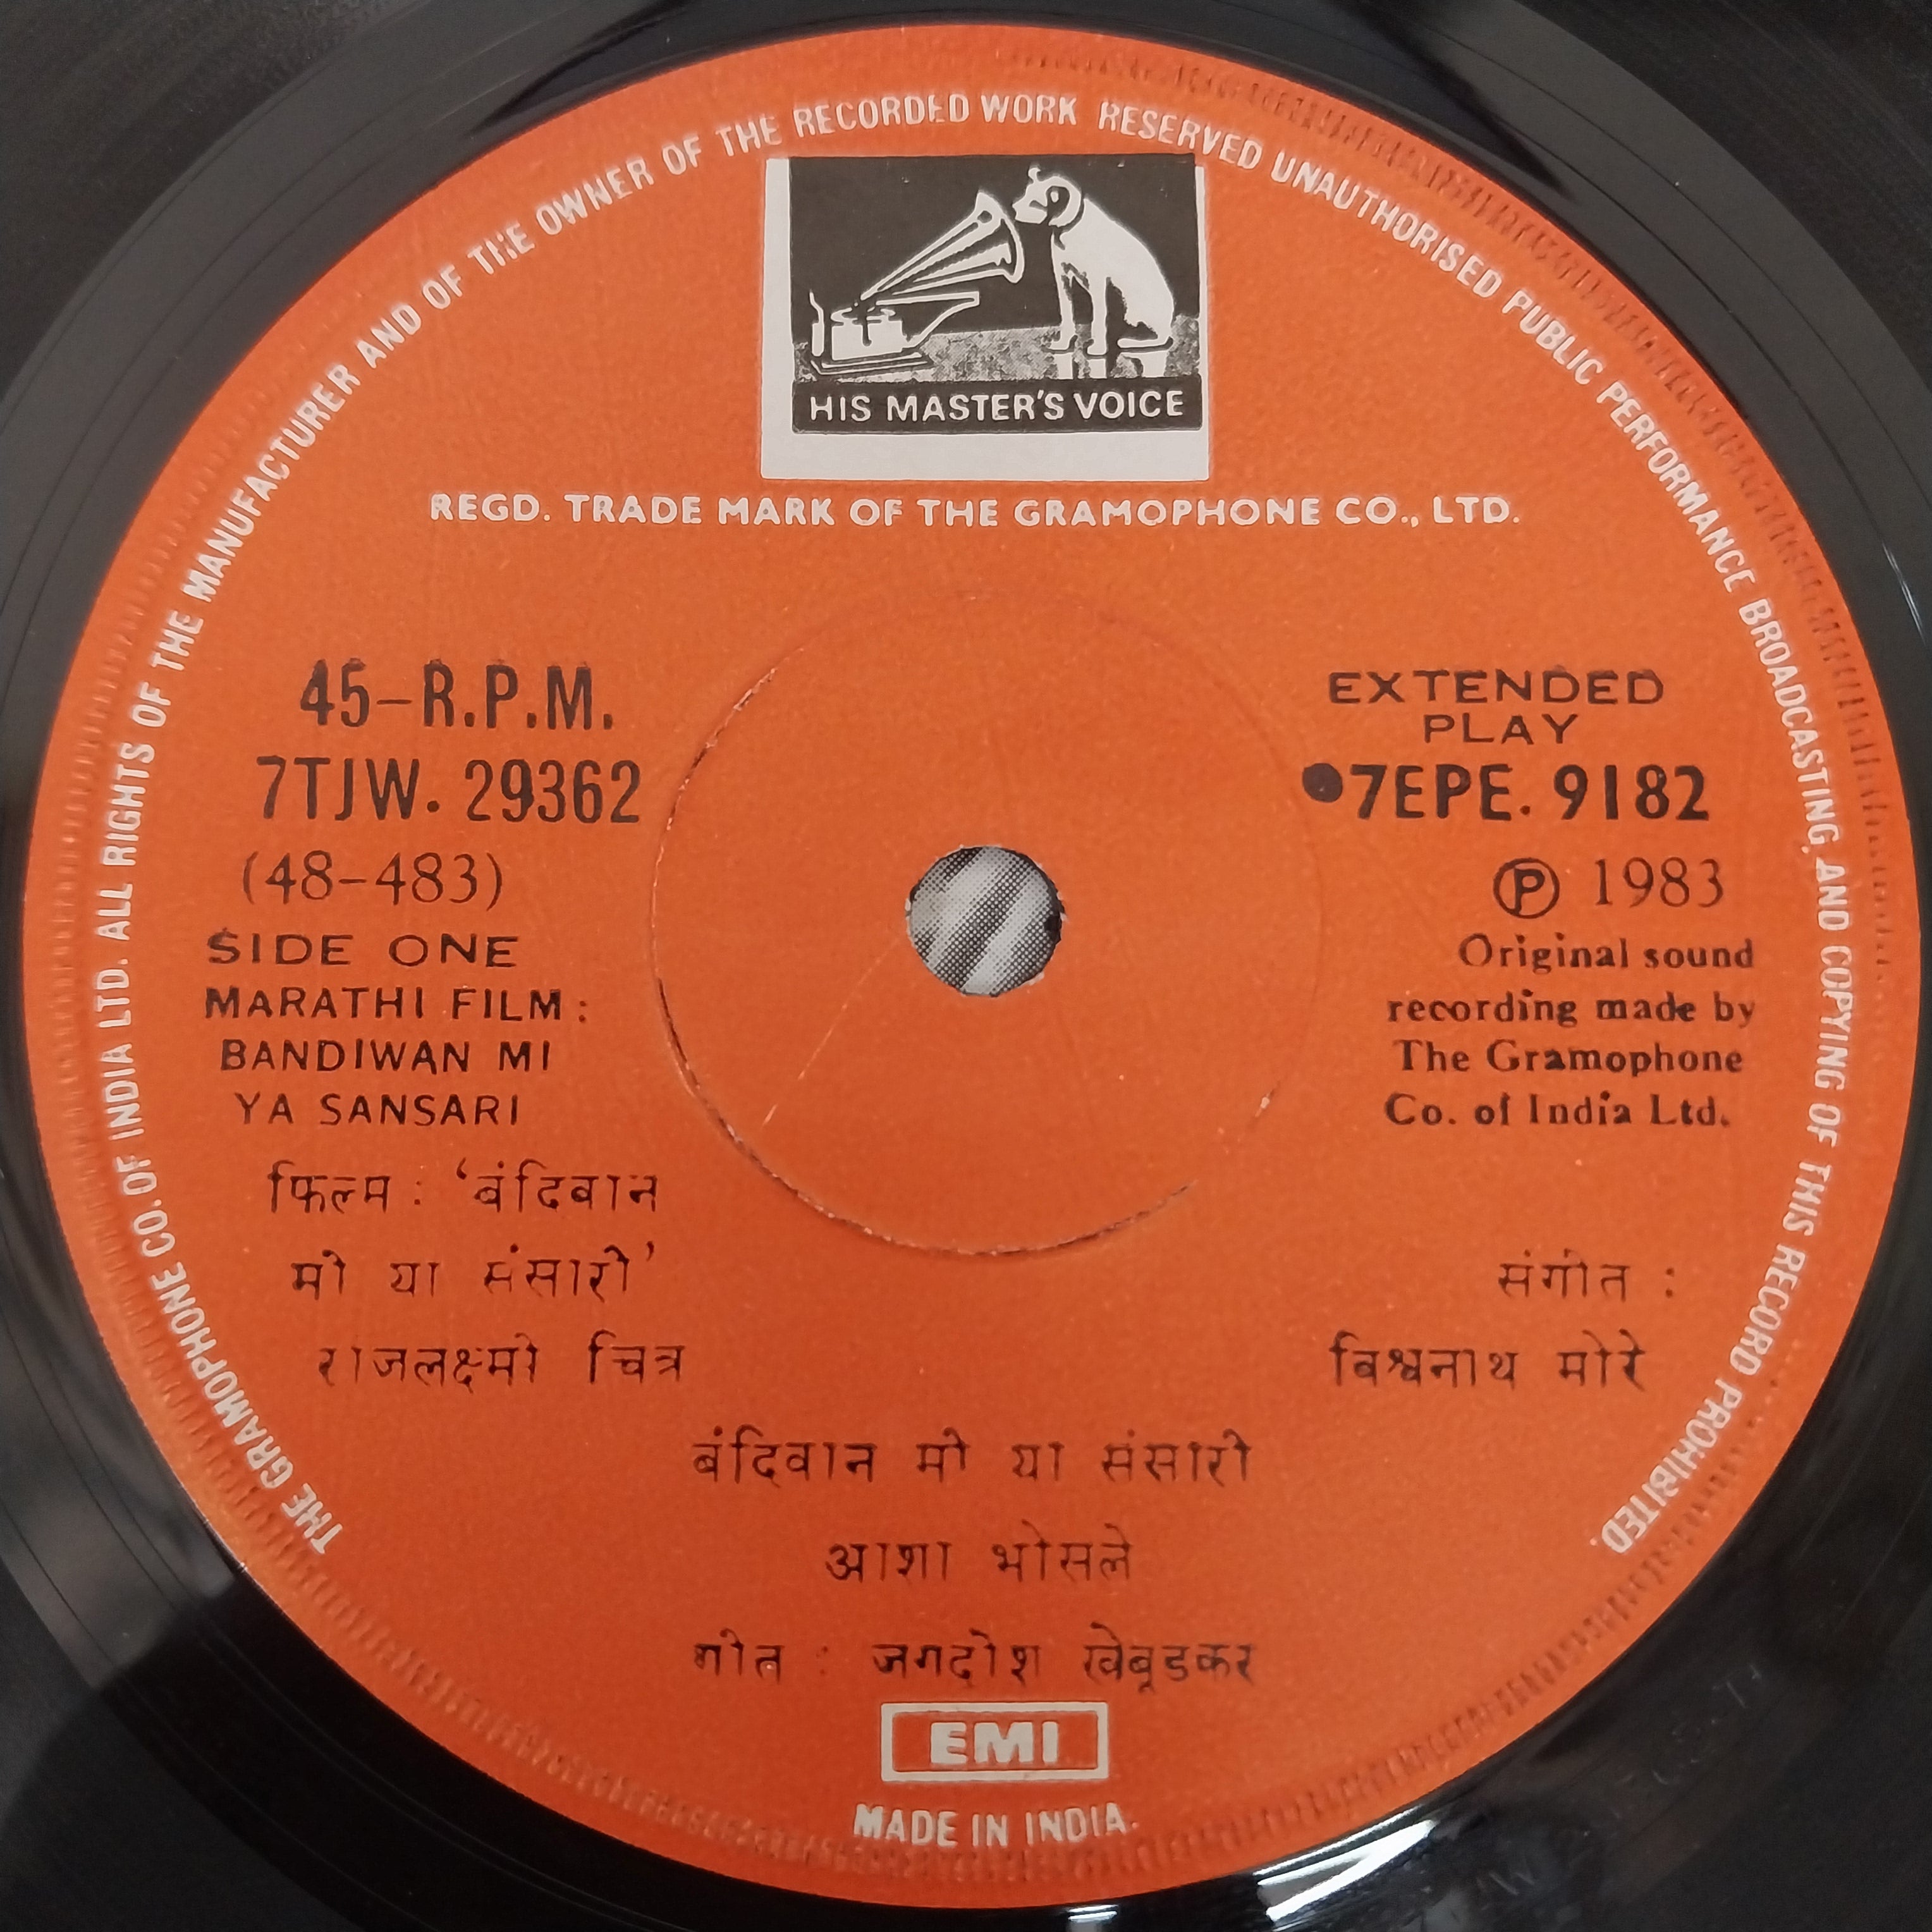 THE GRAMOPHONE CO. OF INDIA LTD. ALL RIGHTS OF THE MANUFACTURER AND OF THE OWNER OF THE RECORDED WORK RESERVED UNAUTHORISED PUBLIC PERFORMANCE BROADCASTING AND COPYING OF THIS RECORD PROHIBITED.
HIS MASTER'S VOICE
REGD. TRADE MARK OF THE GRAMOPHONE CO., LTD.
45-R.P.M.
7TJW. 29362
(48-483)
SIDE ONE
MARATHI FILM:
BANDIWAN MI
YA SANSARI
फिल्म : 'बंदिवान
मी या संसारी'
राजलक्ष्मी चित्र
EXTENDED
PLAY
●7EPE. 9182
Ⓟ 1983
Original sound
recording made by
The Gramophone
Co. of India Ltd.
संगीत :
विश्वनाथ मोरे
बंदिवान मी या संसारी
आशा भोसले
गीत : जगदीश खेबूडकर
EMI
MADE IN INDIA.